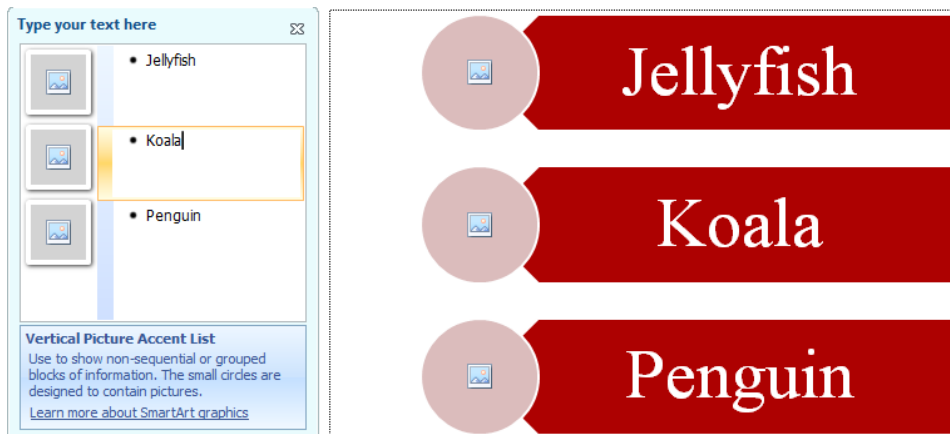 Type your text here
• Jellyfish
• Koala
• Penguin
Vertical Picture Accent List
Use to show non-sequential or grouped
blocks of information. The small circles are
designed to contain pictures.
Learn more about SmartArt graphics
Jellyfish
Koala
Penguin